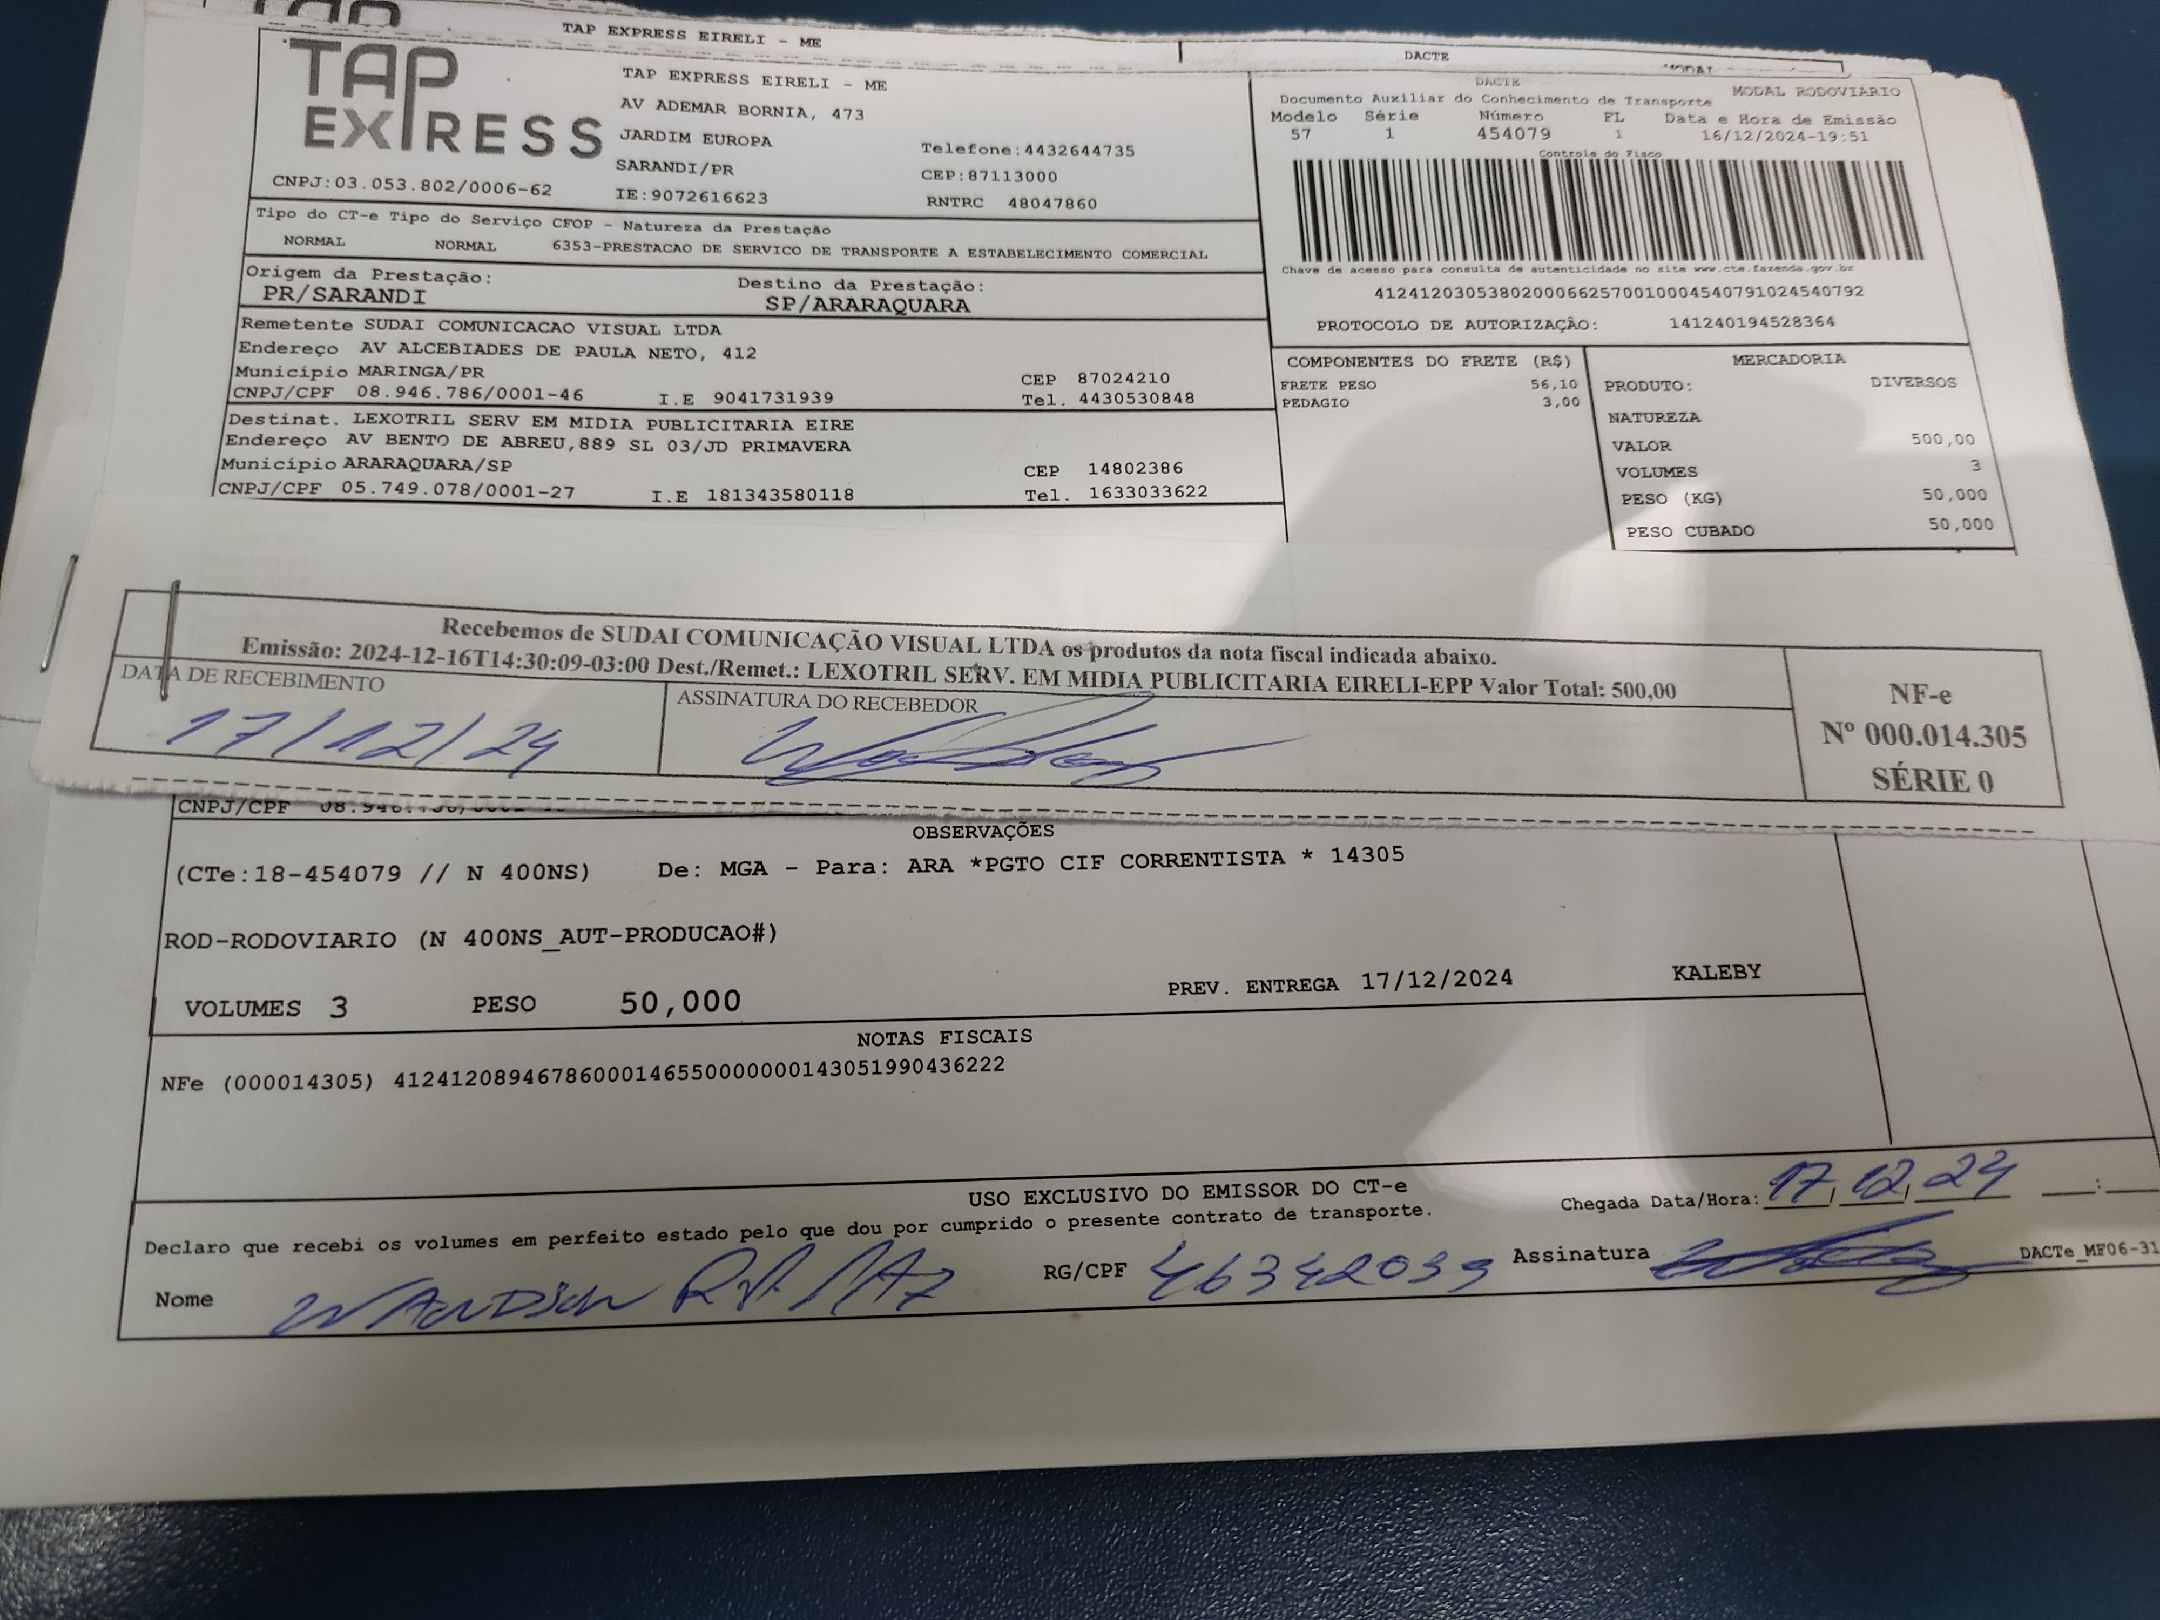 TAP EXPRESS EIRELI - ME
DACTE
TAP
EXPRESS
CNPJ:03.053.802/0006-62
TAP EXPRESS EIRELI - ME
AV ADEMAR BORNIA, 473
JARDIM EUROPA
SARANDI/PR
IE:9072616623
Telefone:4432644735
CEP:87113000
RNTRC 48047860
DACTE
Documento Auxiliar do Conhecimento de Transporte
MODAL RODOVIARIO
Modelo Série Número FL Data e Hora de Emissão
57 1 454079 1 16/12/2024-19:51
Controle do Fisco
Chave de acesso para consulta de autenticidade no site www.cte.fazenda.gov.br
41241203053802000662570010004540791024540792
PROTOCOLO DE AUTORIZAÇÃO: 141240194528364
Tipo do CT-e Tipo do Serviço CFOP - Natureza da Prestação
NORMAL NORMAL 6353-PRESTACAO DE SERVICO DE TRANSPORTE A ESTABELECIMENTO COMERCIAL
Origem da Prestação: Destino da Prestação:
PR/SARANDI SP/ARARAQUARA
Remetente SUDAI COMUNICACAO VISUAL LTDA
Endereço AV ALCEBIADES DE PAULA NETO, 412
Município MARINGA/PR CEP 87024210
CNPJ/CPF 08.946.786/0001-46 I.E 9041731939 Tel. 4430530848
Destinat. LEXOTRIL SERV EM MIDIA PUBLICITARIA EIRE
Endereço AV BENTO DE ABREU,889 SL 03/JD PRIMAVERA
Município ARARAQUARA/SP CEP 14802386
CNPJ/CPF 05.749.078/0001-27 I.E 181343580118 Tel. 1633033622
COMPONENTES DO FRETE (R$)
FRETE PESO 56,10
PEDAGIO 3,00
MERCADORIA
PRODUTO: DIVERSOS
NATUREZA
VALOR 500,00
VOLUMES 3
PESO (KG) 50,000
PESO CUBADO 50,000
Recebemos de SUDAI COMUNICAÇÃO VISUAL LTDA os produtos da nota fiscal indicada abaixo.
Emissão: 2024-12-16T14:30:09-03:00 Dest./Remet.: LEXOTRIL SERV. EM MIDIA PUBLICITARIA EIRELI-EPP Valor Total: 500,00
DATA DE RECEBIMENTO
17/12/24
ASSINATURA DO RECEBEDOR
NF-e
Nº 000.014.305
SÉRIE 0
CNPJ/CPF
OBSERVAÇÕES
(CTe:18-454079 // N 400NS) De: MGA - Para: ARA *PGTO CIF CORRENTISTA * 14305
ROD-RODOVIARIO (N 400NS_AUT-PRODUCAO#)
VOLUMES 3 PESO 50,000 PREV. ENTREGA 17/12/2024 KALEBY
NOTAS FISCAIS
NFe (000014305) 41241208946786000146550000000143051990436222
USO EXCLUSIVO DO EMISSOR DO CT-e
Declaro que recebi os volumes em perfeito estado pelo que dou por cumprido o presente contrato de transporte.
Chegada Data/Hora: 17/12/24 __:__
Nome
RG/CPF 46342039
Assinatura
DACTe_MF06-31